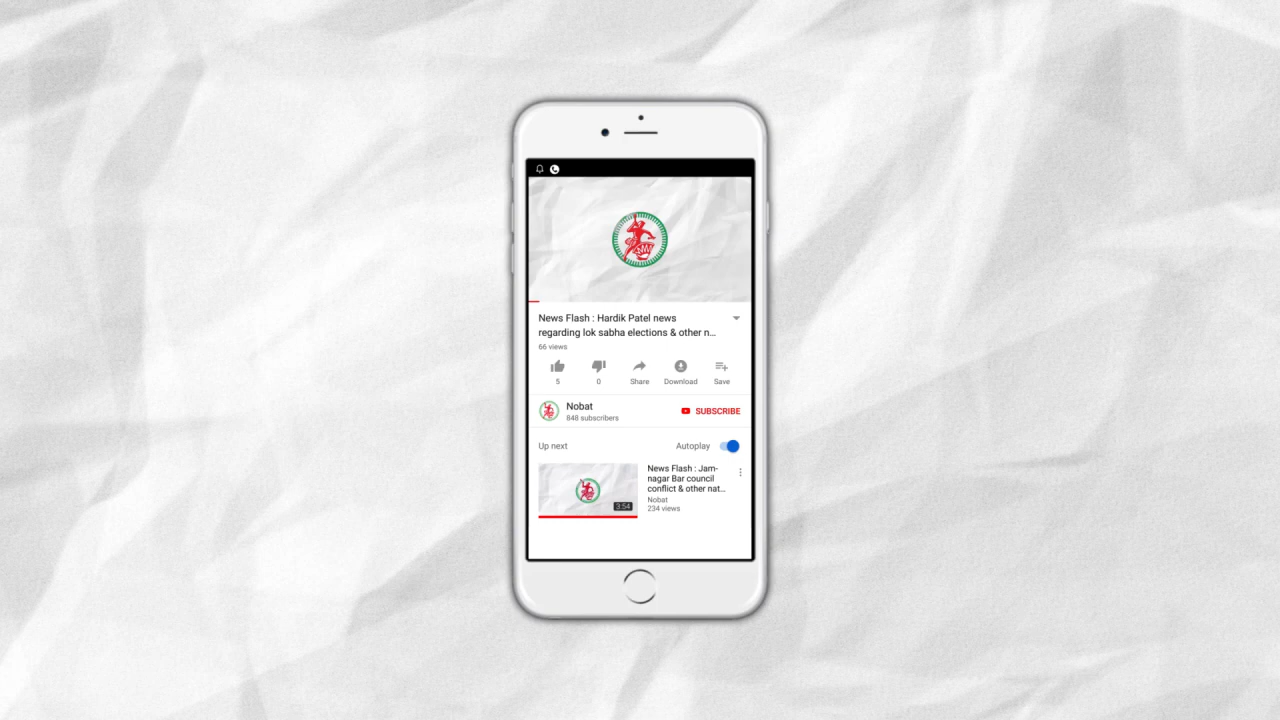 News Flash : Hardik Patel news
regarding lok sabha elections & other n...
66 views
5
0
Share
Download
Save
Nobat
848 subscribers
SUBSCRIBE
Up next
Autoplay
3:54
News Flash : Jam-
nagar Bar council
conflict & other nat...
Nobat
234 views